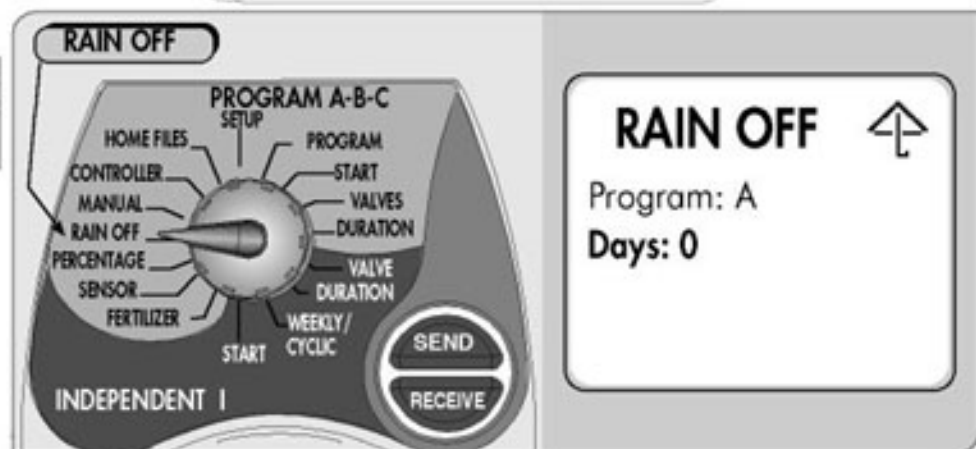 RAIN OFF
PROGRAM A-B-C
SETUP
HOME FILES
PROGRAM
CONTROLLER
START
MANUAL
VALVES
RAIN OFF
DURATION
PERCENTAGE
VALVE
DURATION
SENSOR
FERTILIZER
WEEKLY/
CYCLIC
START
SEND
RECEIVE
INDEPENDENT I
RAIN OFF
Program: A
Days: 0